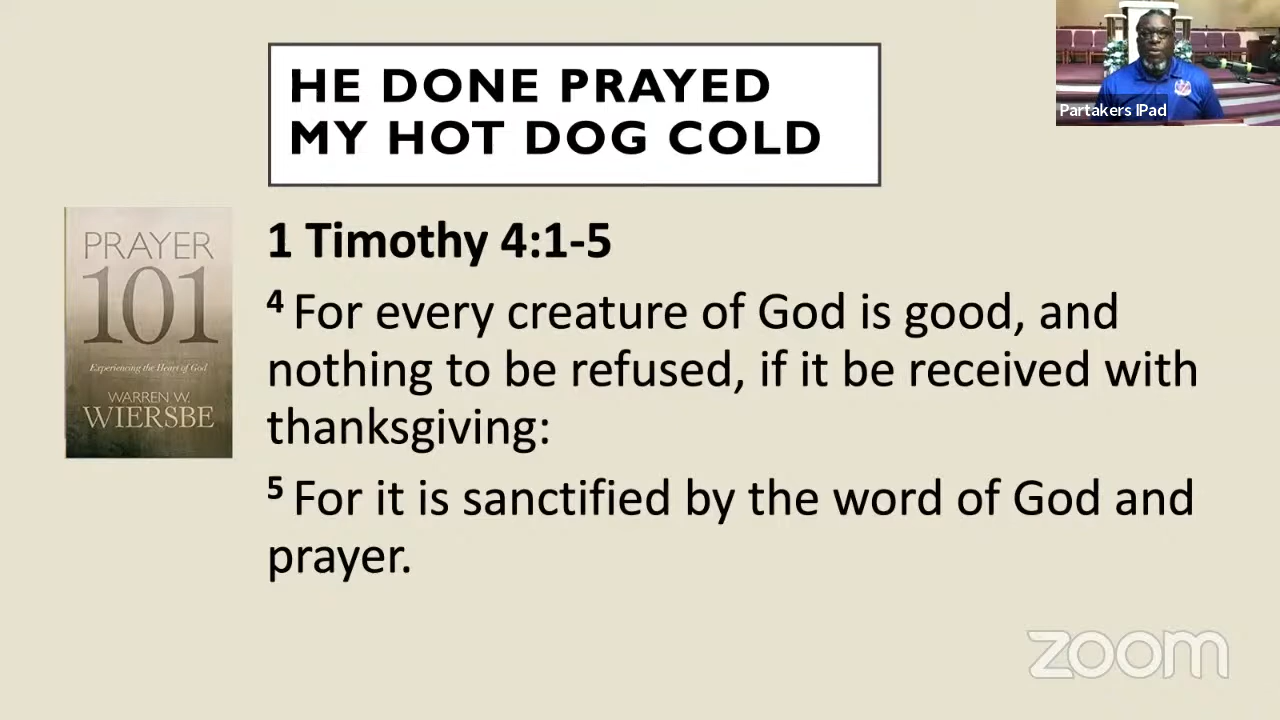 HE DONE PRAYED
MY HOT DOG COLD
Partakers IPad
PRAYER
101
Experiencing the Heart of God
WARREN W.
WIERSBE
1 Timothy 4:1-5
4 For every creature of God is good, and
nothing to be refused, if it be received with
thanksgiving:
5 For it is sanctified by the word of God and
prayer.
zoom